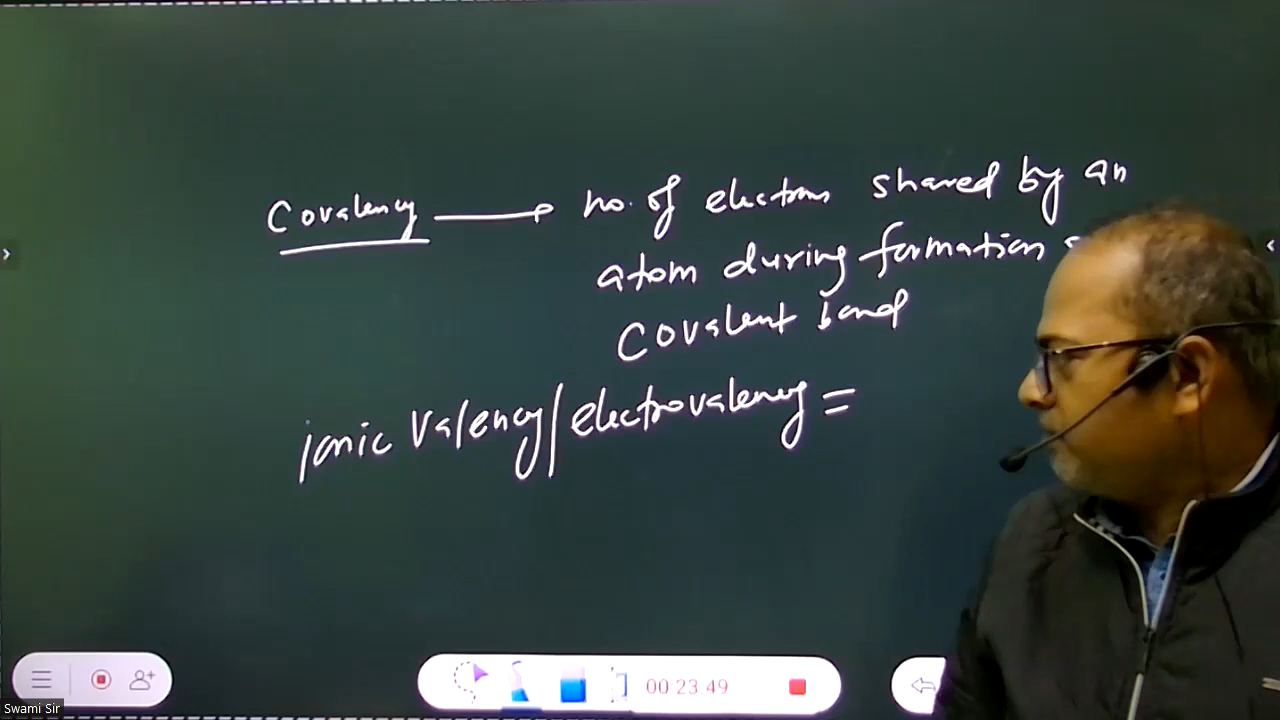 Covalency → no. of electrons shared by an
atom during formation
covalent bond
ionic valency/electrovalency =
00:23:49
Swami Sir